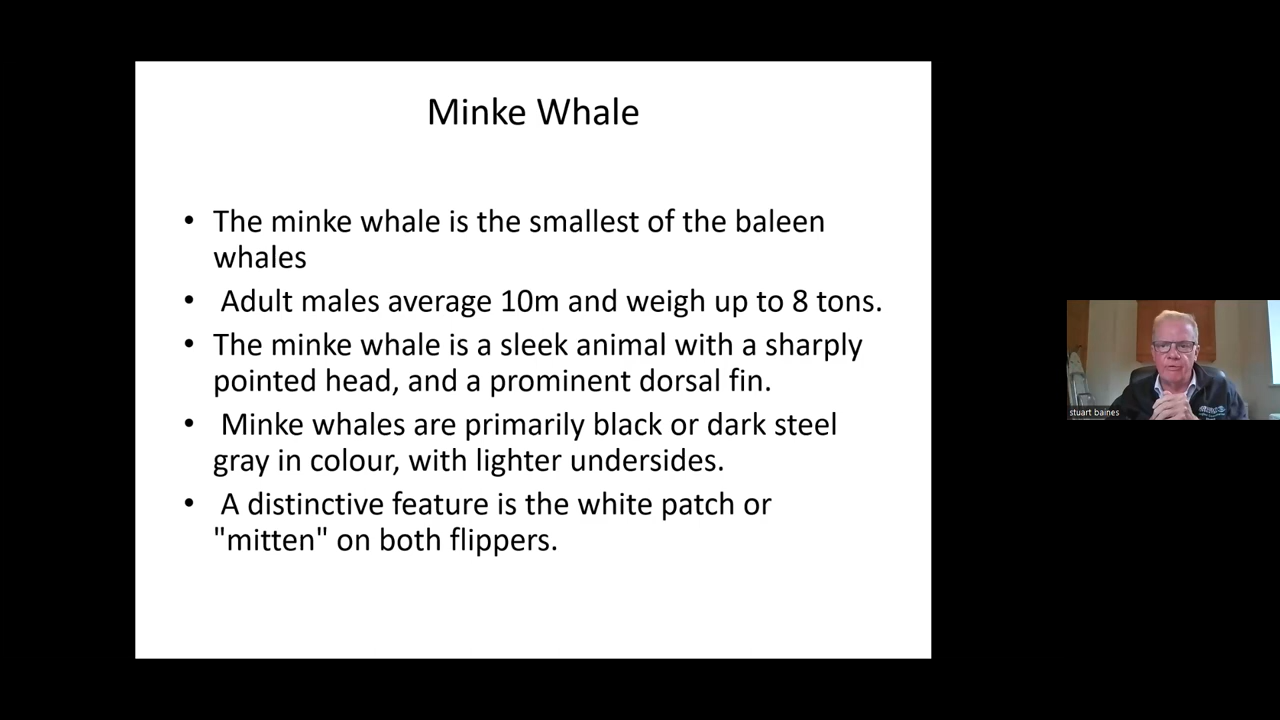 Minke Whale
• The minke whale is the smallest of the baleen
whales
• Adult males average 10m and weigh up to 8 tons.
• The minke whale is a sleek animal with a sharply
pointed head, and a prominent dorsal fin.
• Minke whales are primarily black or dark steel
gray in colour, with lighter undersides.
• A distinctive feature is the white patch or
"mitten" on both flippers.
stuart baines